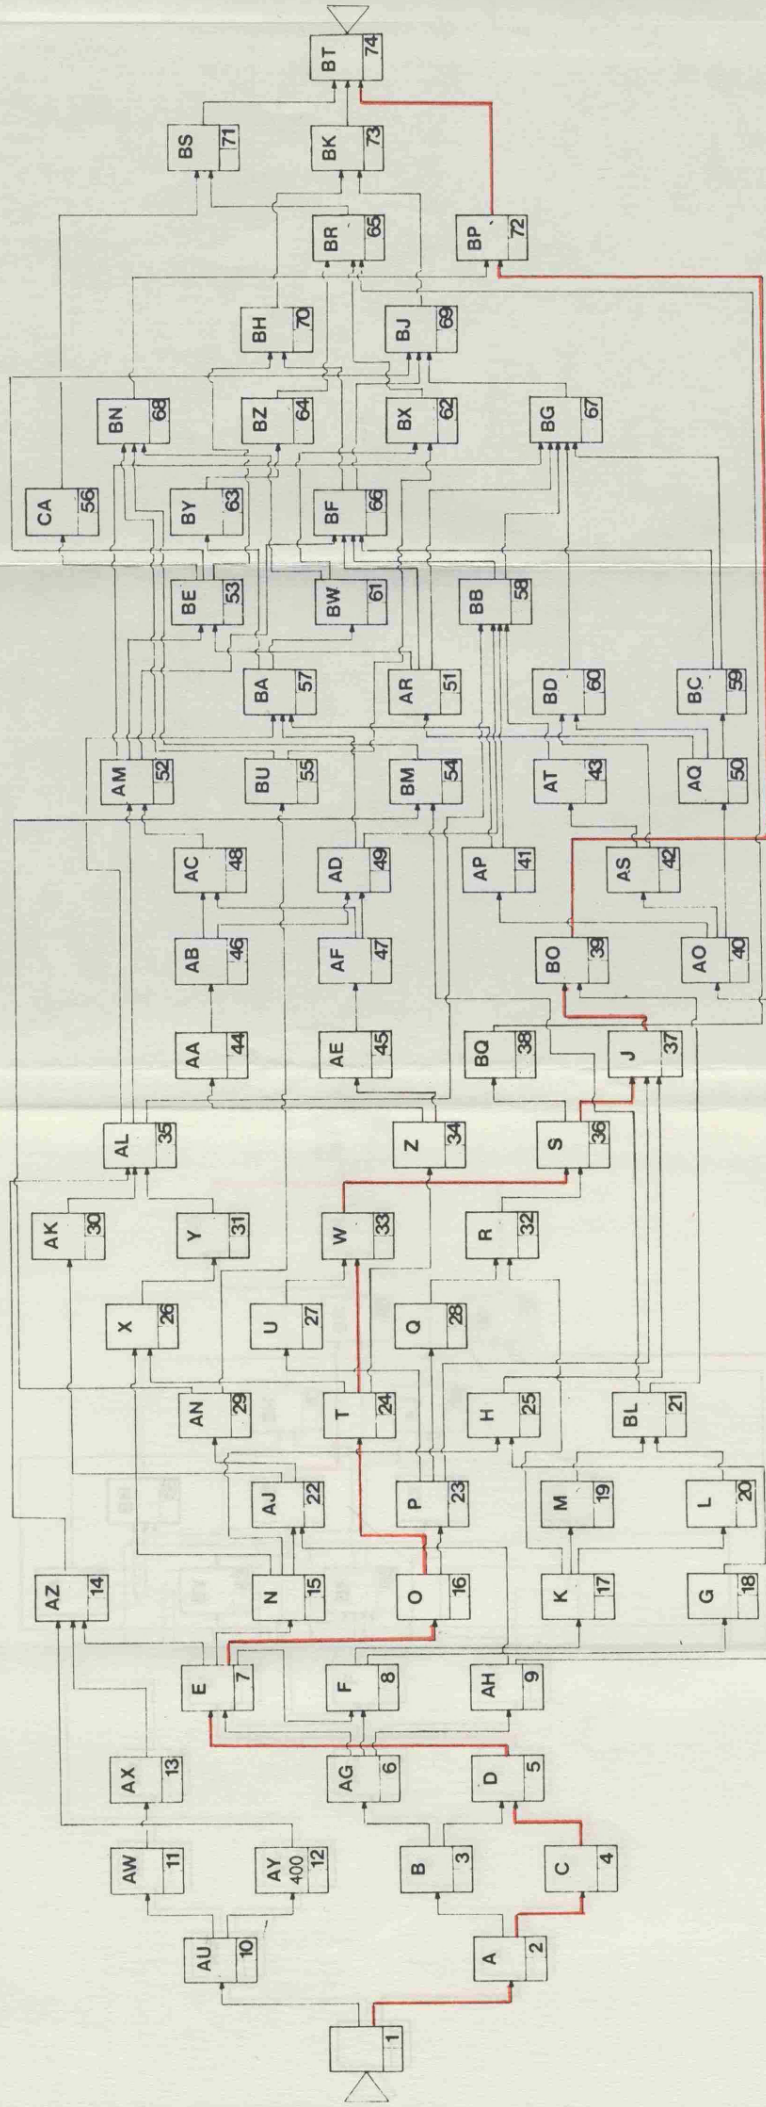 1
AU
10
A
2
AW
11
AY
400
12
B
3
C
4
AX
13
AG
6
D
5
E
7
F
8
AH
9
AZ
14
N
15
O
16
K
17
G
18
AJ
22
P
23
M
19
L
20
AN
29
T
24
H
25
BL
21
X
26
U
27
Q
28
AK
30
Y
31
W
33
R
32
AL
35
Z
34
S
36
AA
44
AE
45
BQ
38
J
37
AB
46
AF
47
BO
39
AO
40
AC
48
AD
49
AP
41
AS
42
AM
52
BU
55
BM
54
AT
43
AQ
50
BA
57
AR
51
BD
60
BC
59
BE
53
BW
61
BB
58
CA
56
BY
63
BF
66
BN
68
BZ
64
BX
62
BG
67
BH
70
BJ
69
BR
65
BP
72
BS
71
BK
73
BT
74